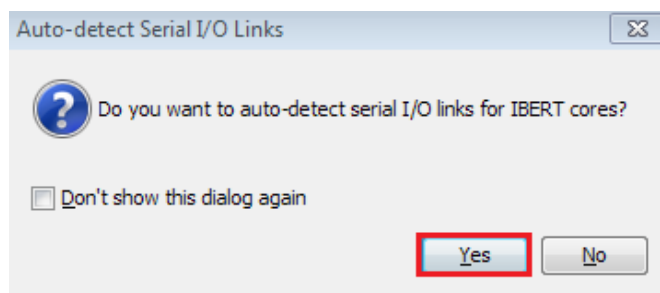 Auto-detect Serial I/O Links
Do you want to auto-detect serial I/O links for IBERT cores?
Don't show this dialog again
Yes No